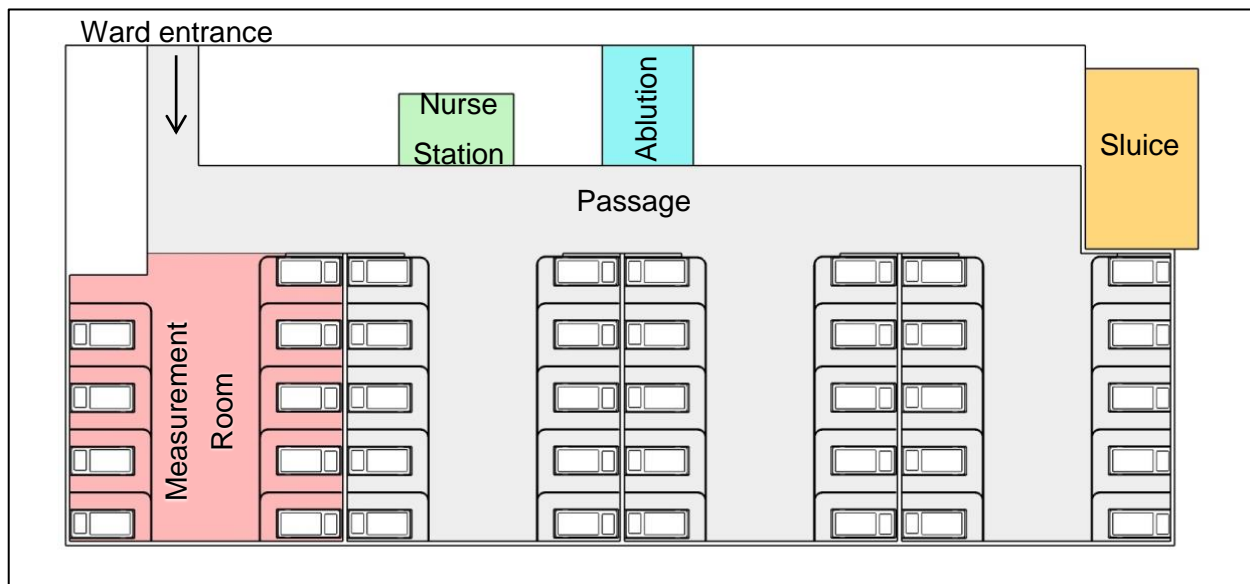 Ward entrance
Nurse
Station
Ablution
Sluice
Passage
Measurement
Room